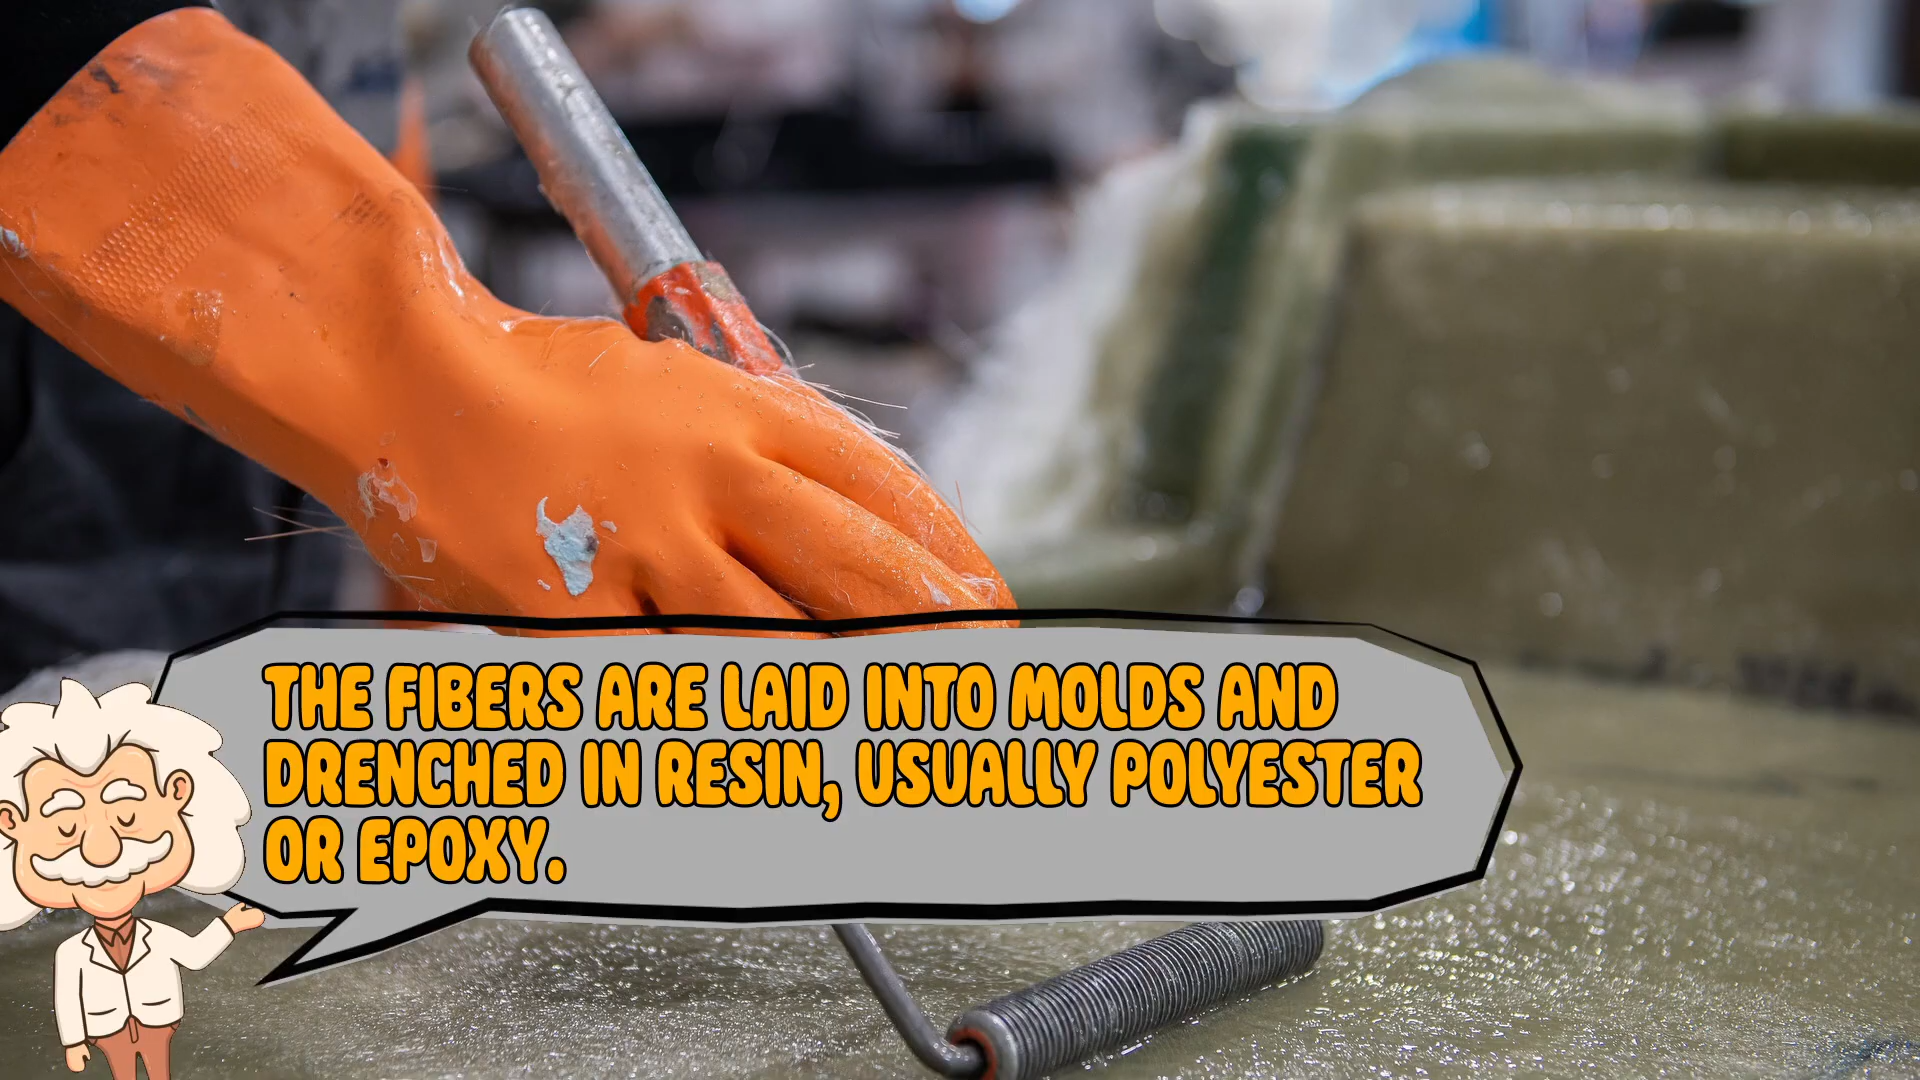 THE FIBERS ARE LAID INTO MOLDS AND
DRENCHED IN RESIN, USUALLY POLYESTER
OR EPOXY.